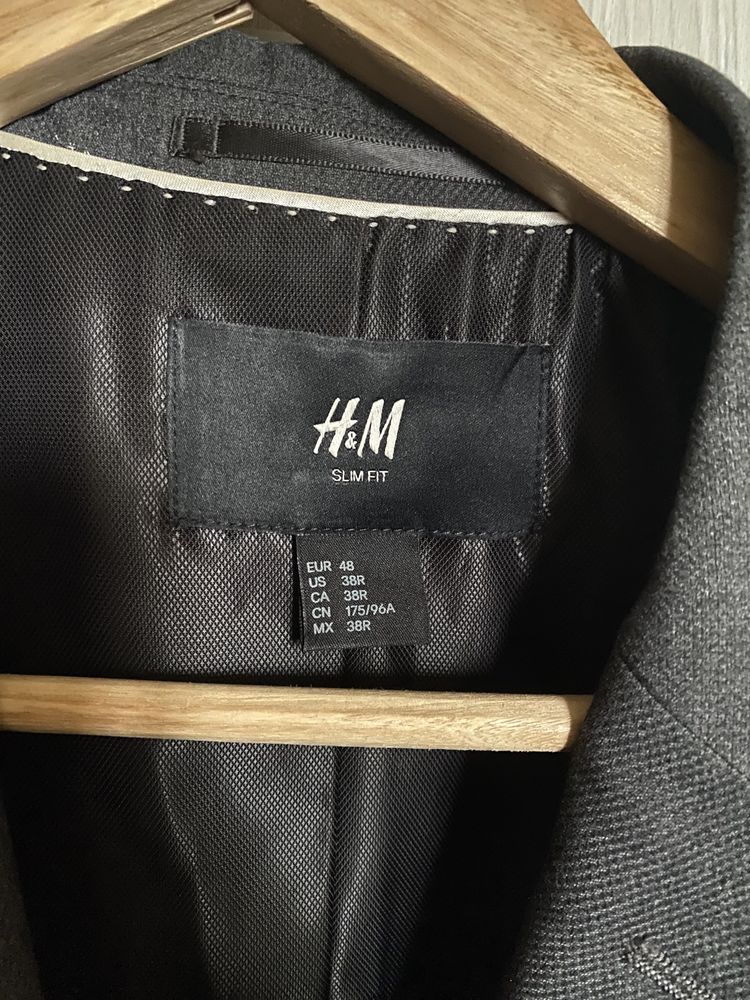 H&M
SLIM FIT
EUR 48
US 38R
CA 38R
CN 175/96A
MX 38R